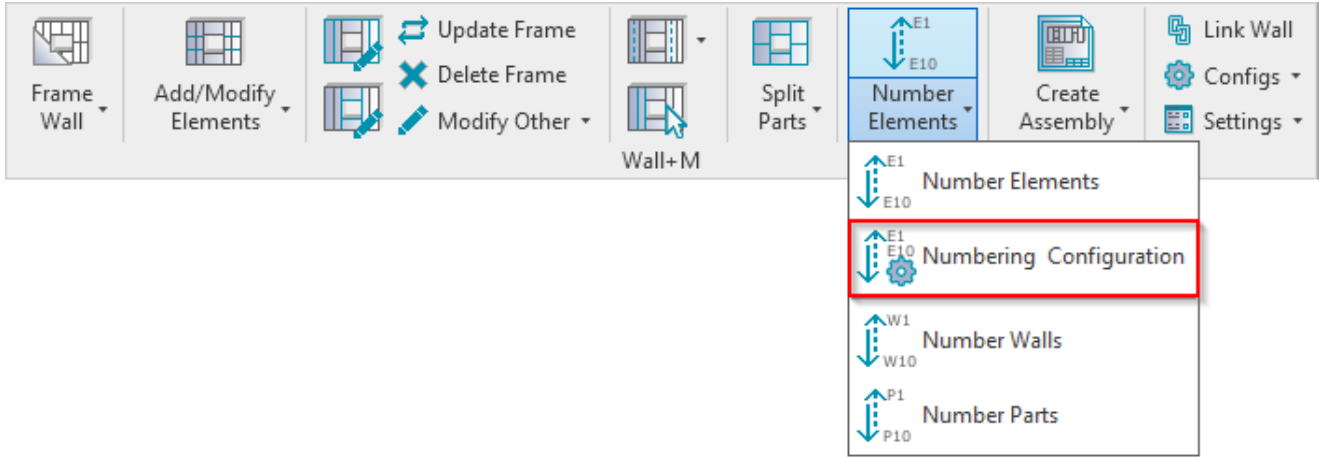 Frame
Wall
Add/Modify
Elements
Update Frame
Delete Frame
Modify Other
Split
Parts
E1
E10
Number
Elements
Create
Assembly
Link Wall
Configs
Settings
Wall+M
E1
E10
Number Elements
E1
E10
Numbering Configuration
W1
W10
Number Walls
P1
P10
Number Parts